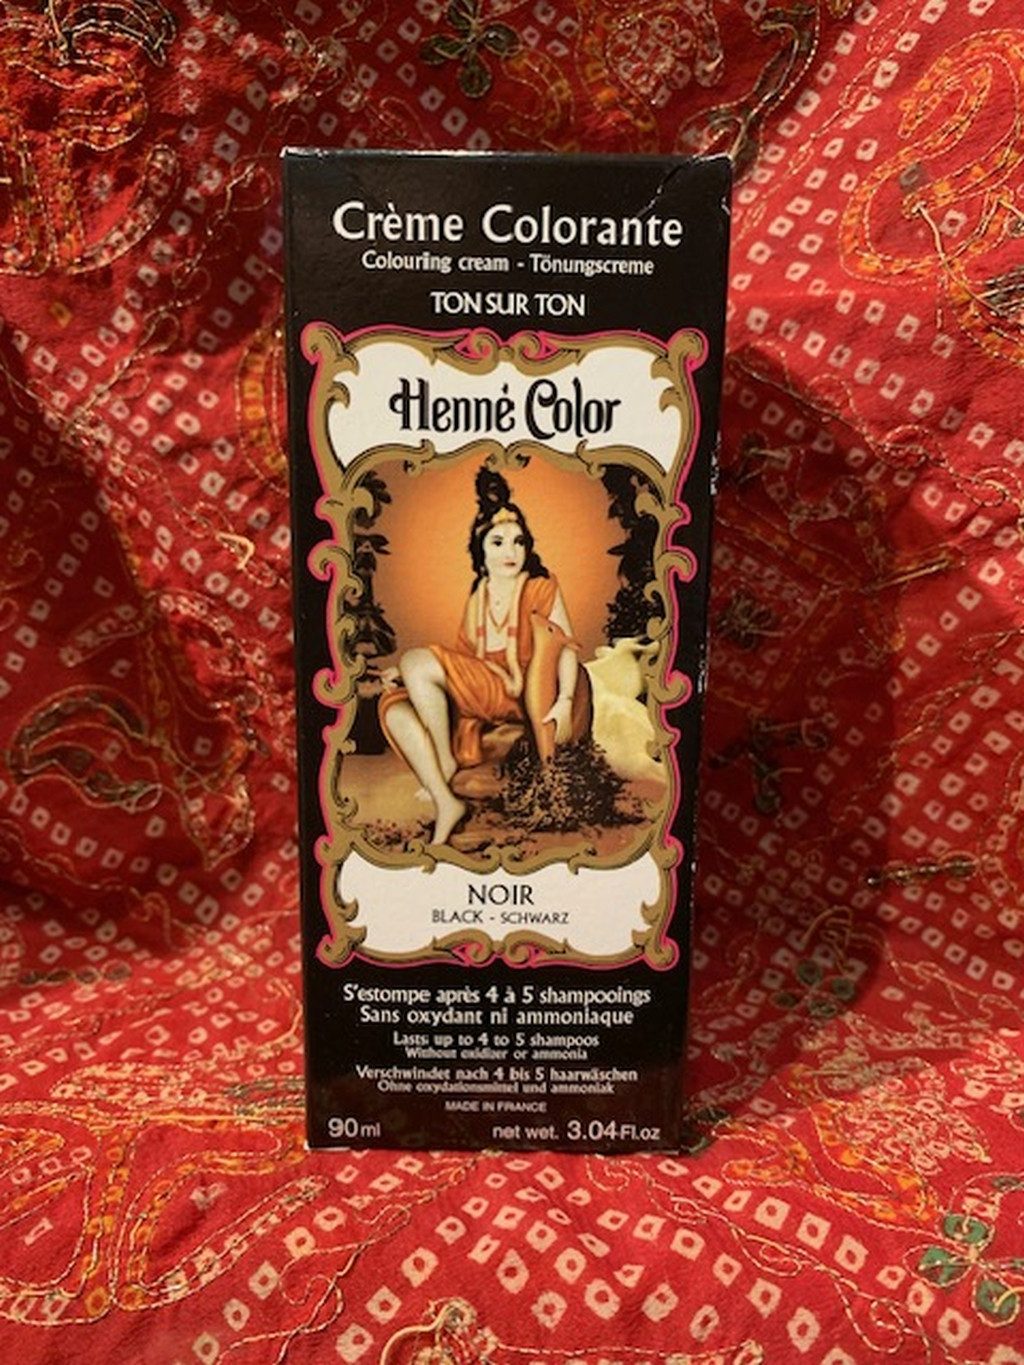 Crème Colorante
Colouring cream - Tönungscreme
TON SUR TON
Henné Color
NOIR
BLACK - SCHWARZ
S'estompe après 4 à 5 shampooings
Sans oxydant ni ammoniaque
Lasts up to 4 to 5 shampoos
Without oxidizer or ammonia
Verschwindet nach 4 bis 5 haarwäschen
Ohne oxydationsmittel und ammoniak
MADE IN FRANCE
90 ml net wet. 3.04 Fl.oz